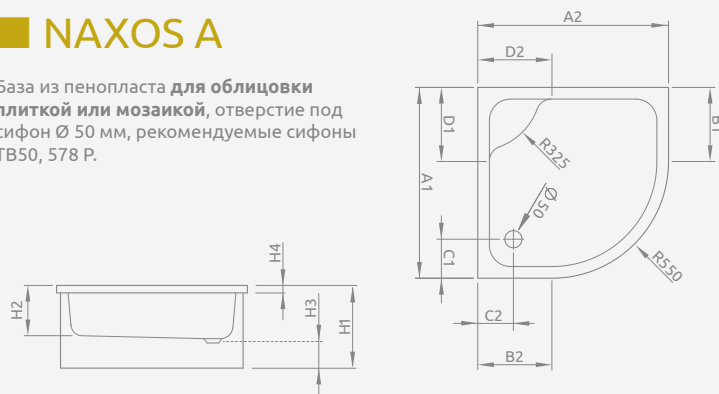 NAXOS A
База из пенопласта для облицовки
плиткой или мозаикой, отверстие под
сифон Ø 50 мм, рекомендуемые сифоны
TB50, 578 P.
A2
D2
D1
B1
R325
A1
Ø 50
C1
R550
C2
B2
H4
H2
H3
H1